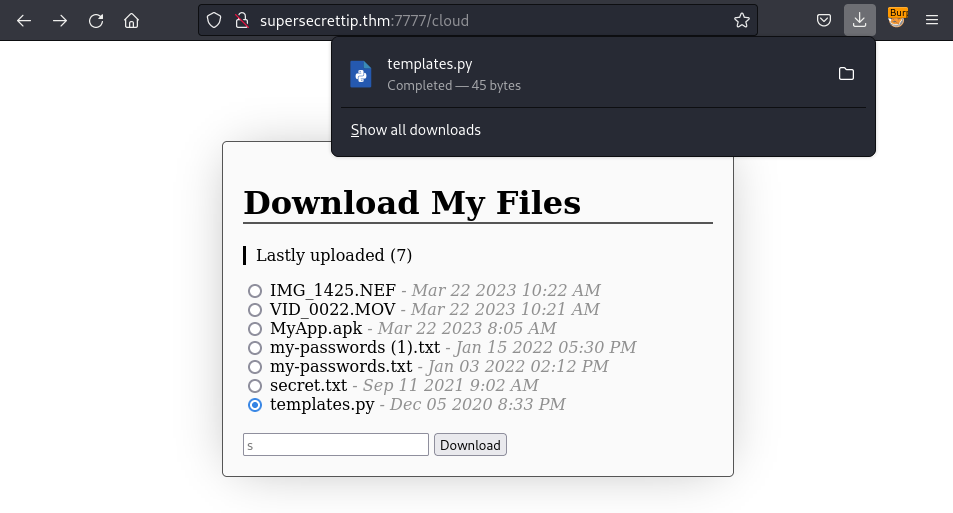 supersecrettip.thm:7777/cloud
Bur
templates.py
Completed — 45 bytes
Show all downloads
Download My Files
Lastly uploaded (7)
IMG_1425.NEF - Mar 22 2023 10:22 AM
VID_0022.MOV - Mar 22 2023 10:21 AM
MyApp.apk - Mar 22 2023 8:05 AM
my-passwords (1).txt - Jan 15 2022 05:30 PM
my-passwords.txt - Jan 03 2022 02:12 PM
secret.txt - Sep 11 2021 9:02 AM
templates.py - Dec 05 2020 8:33 PM
s Download